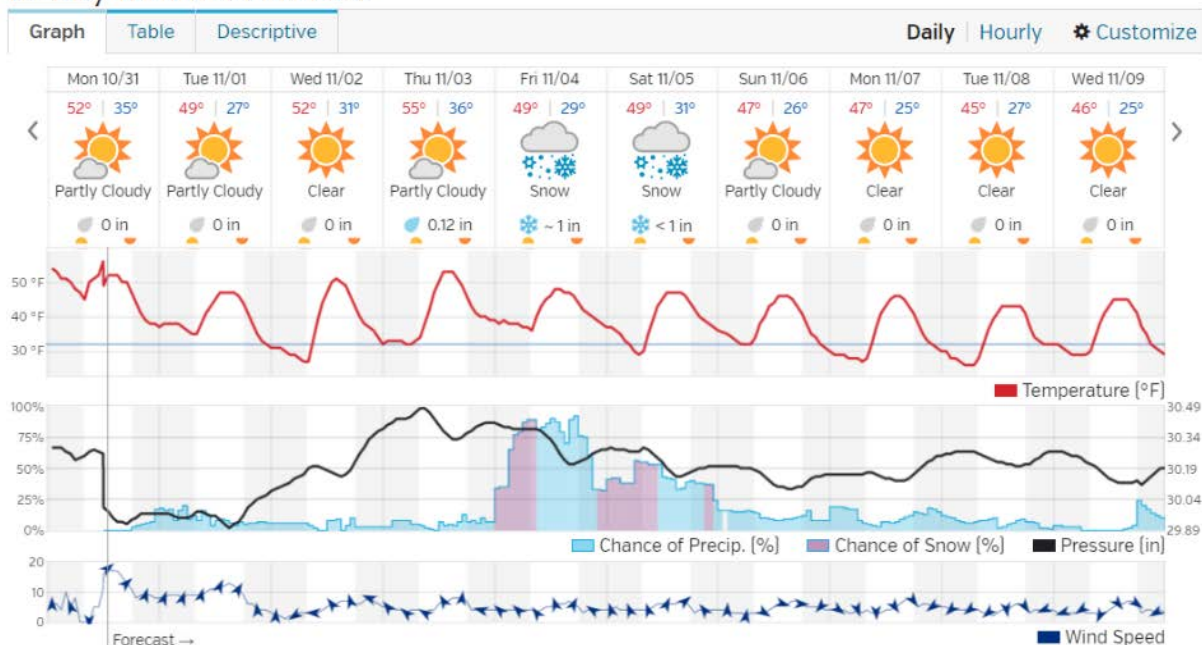 Graph Table Descriptive Daily Hourly Customize
Mon 10/31 Tue 11/01 Wed 11/02 Thu 11/03 Fri 11/04 Sat 11/05 Sun 11/06 Mon 11/07 Tue 11/08 Wed 11/09
52° | 35° 49° | 27° 52° | 31° 55° | 36° 49° | 29° 49° | 31° 47° | 26° 47° | 25° 45° | 27° 46° | 25°
Partly Cloudy Partly Cloudy Clear Partly Cloudy Snow Snow Partly Cloudy Clear Clear Clear
0 in 0 in 0 in 0.12 in ~ 1 in < 1 in 0 in 0 in 0 in 0 in
50 °F
40 °F
30 °F
Temperature (°F)
100% 30.49
75% 30.34
50% 30.19
25% 30.04
0% 29.89
Chance of Precip. (%) Chance of Snow (%) Pressure (in)
20
10
0
Forecast → Wind Speed